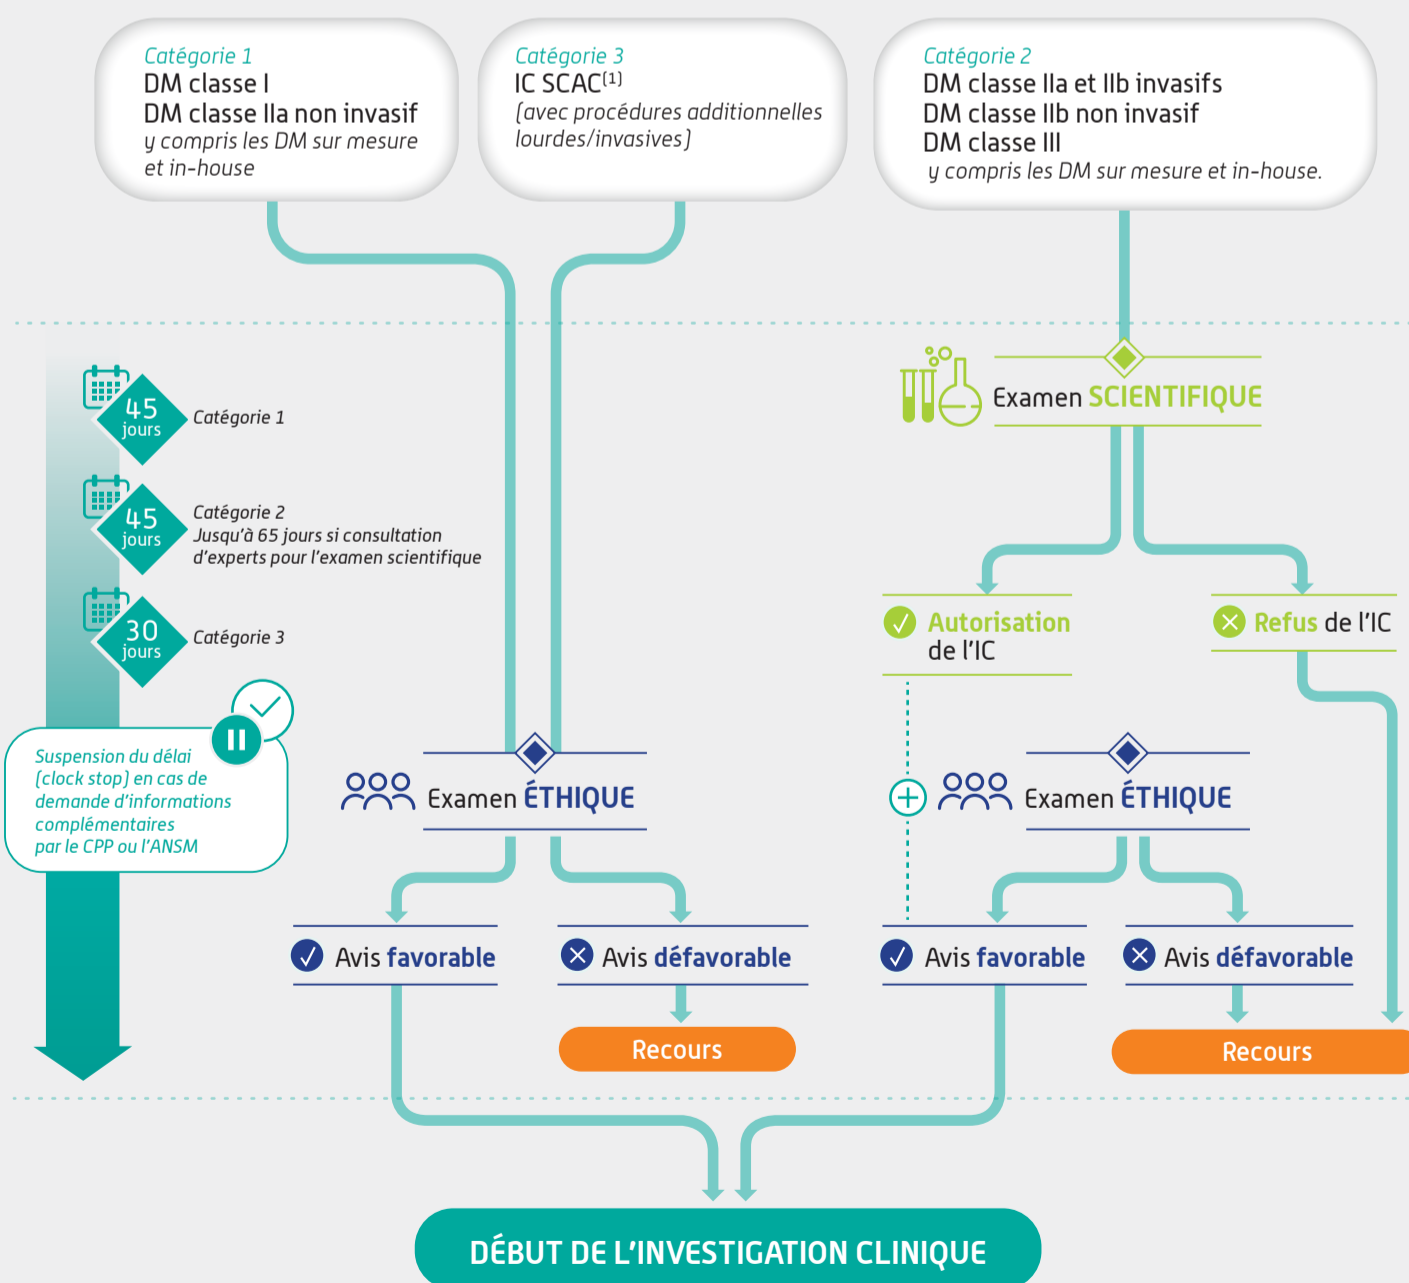 Catégorie 1
DM classe I
DM classe IIa non invasif
y compris les DM sur mesure
et in-house
Catégorie 3
IC SCAC(1)
(avec procédures additionnelles
lourdes/invasives)
Catégorie 2
DM classe IIa et IIb invasifs
DM classe IIb non invasif
DM classe III
y compris les DM sur mesure et in-house.
45
jours
Catégorie 1
45
jours
Catégorie 2
Jusqu'à 65 jours si consultation
d'experts pour l'examen scientifique
30
jours
Catégorie 3
Suspension du délai
(clock stop) en cas de
demande d'informations
complémentaires
par le CPP ou l'ANSM
Examen SCIENTIFIQUE
Autorisation
de l'IC
Refus de l'IC
Examen ÉTHIQUE
Examen ÉTHIQUE
Avis favorable
Avis défavorable
Avis favorable
Avis défavorable
Recours
Recours
DÉBUT DE L'INVESTIGATION CLINIQUE